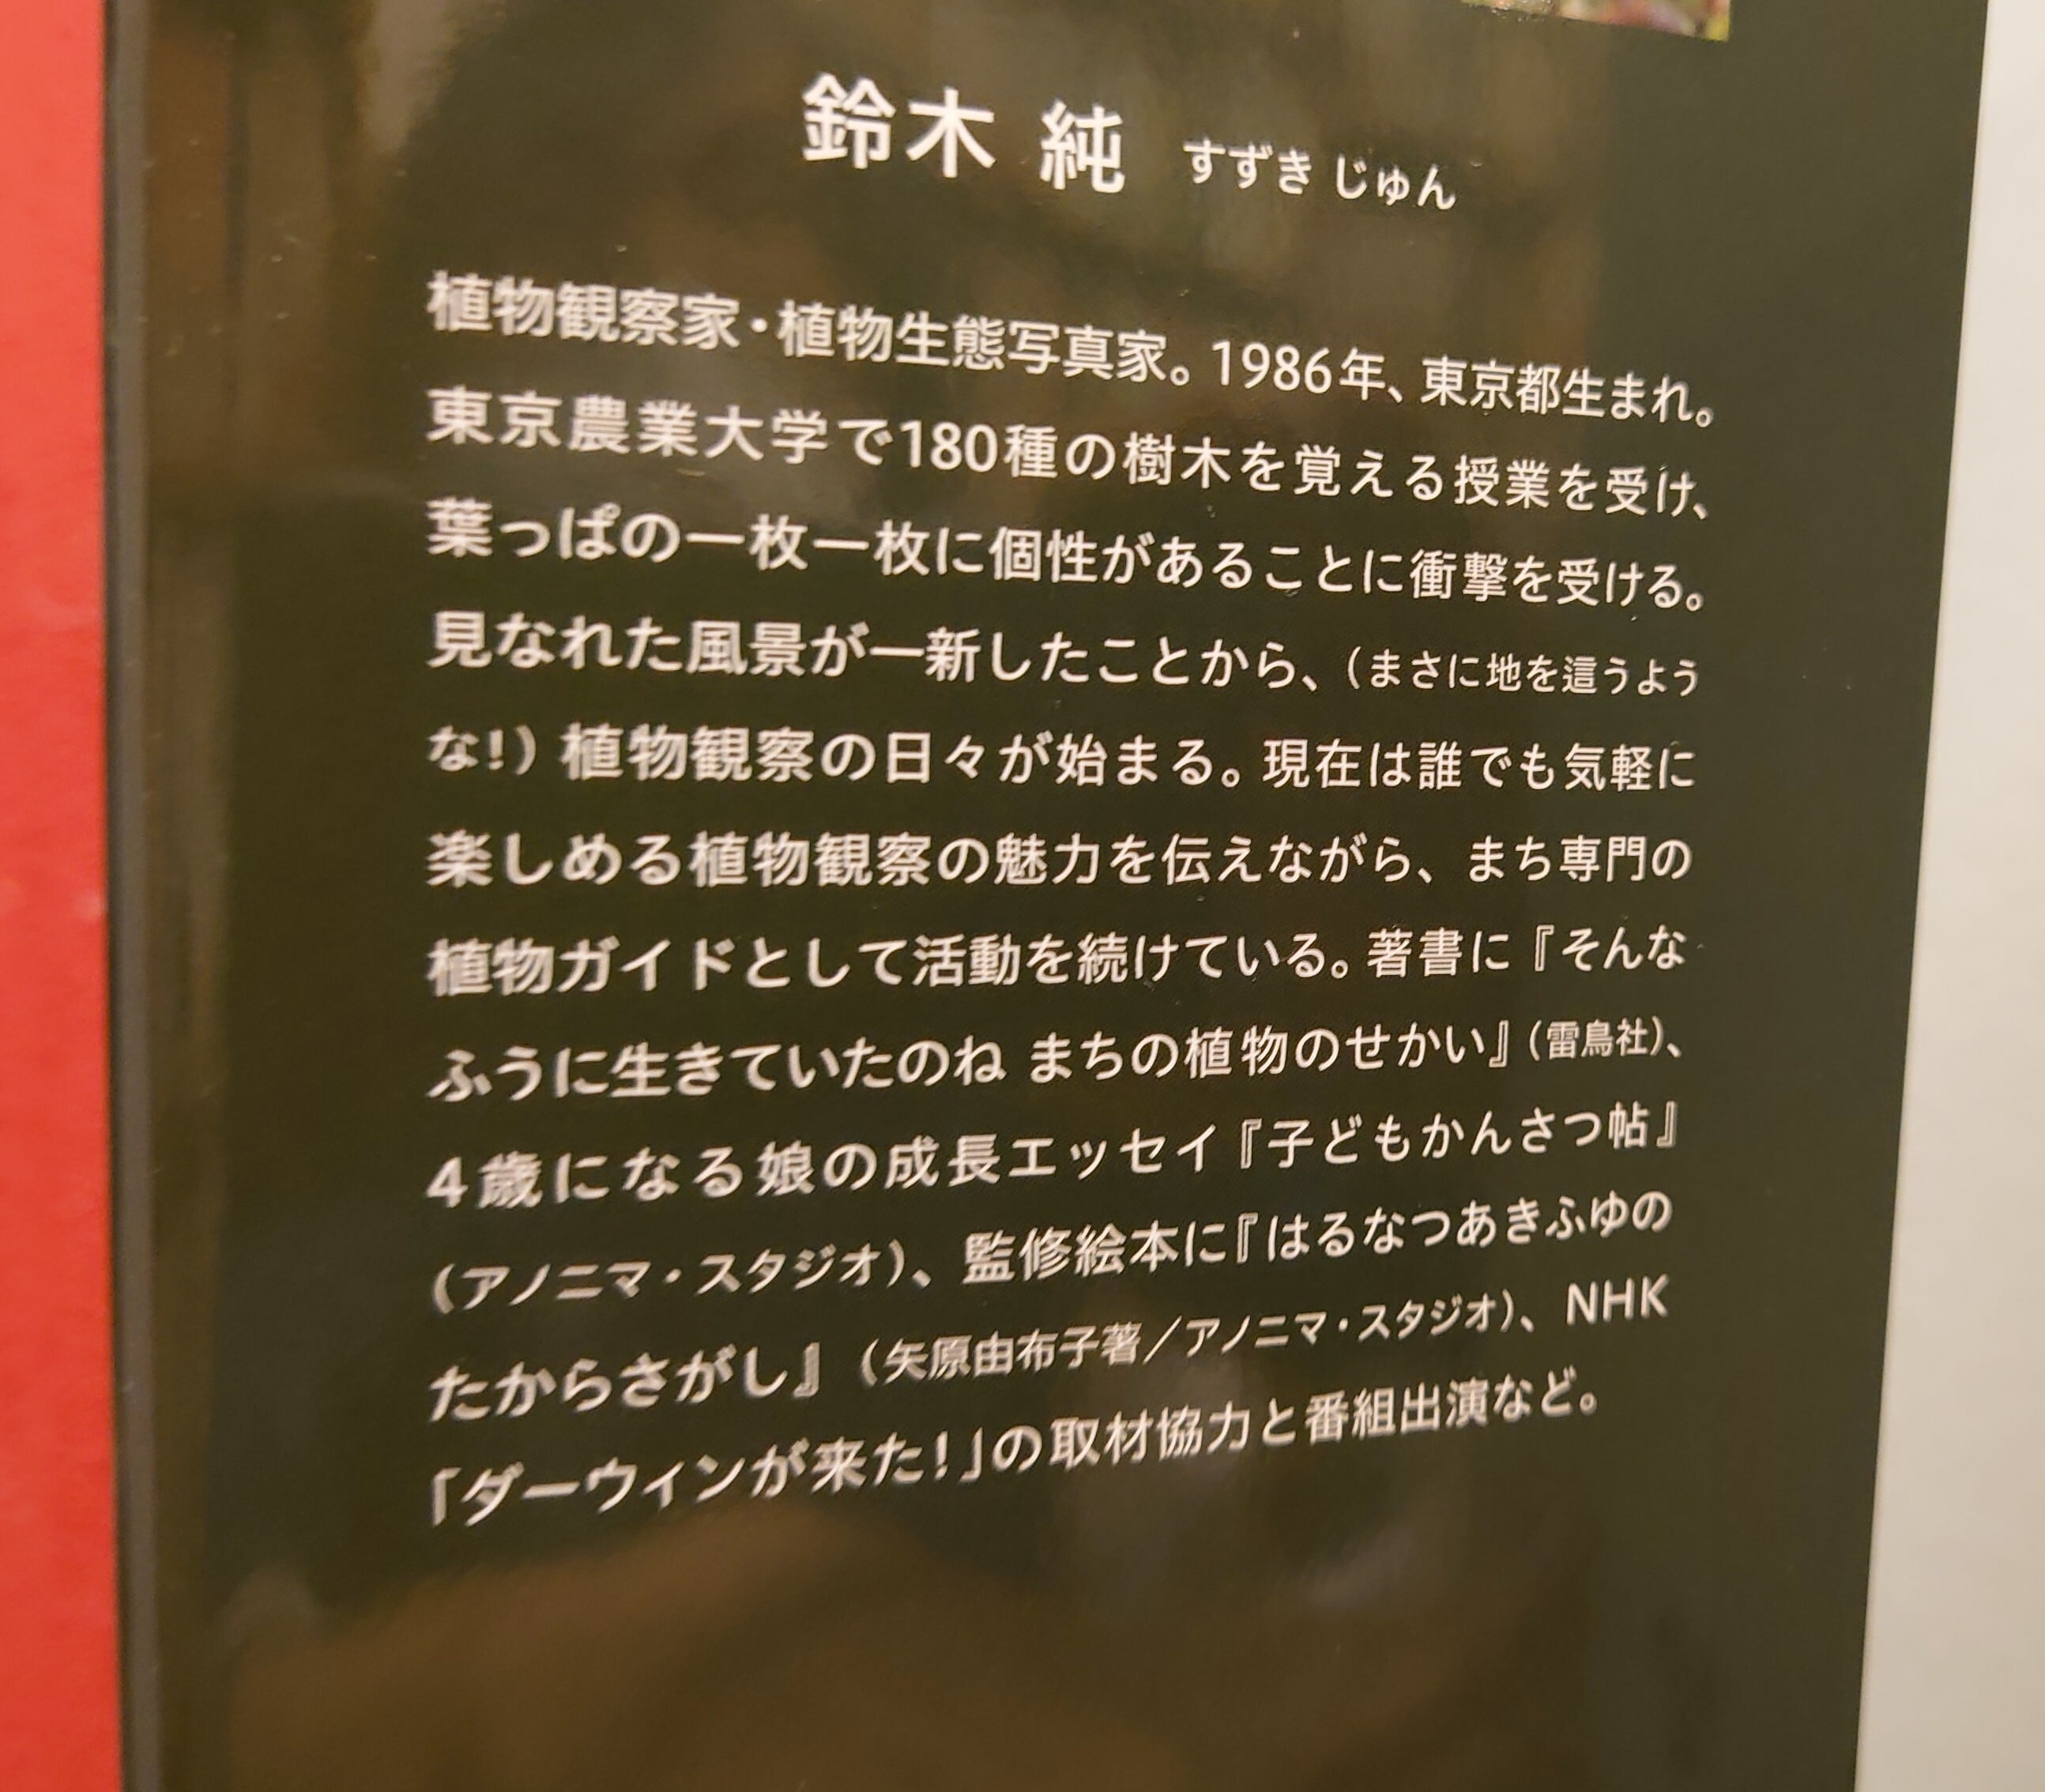 鈴木 純 すずき じゅん
植物観察家・植物生態写真家。1986年、東京都生まれ。
東京農業大学で180種の樹木を覚える授業を受け、
葉っぱの一枚一枚に個性があることに衝撃を受ける。
見なれた風景が一新したことから、（まさに地を這うよう
な！）植物観察の日々が始まる。現在は誰でも気軽に
楽しめる植物観察の魅力を伝えながら、まち専門の
植物ガイドとして活動を続けている。著書に『そんな
ふうに生きていたのね まちの植物のせかい』（雷鳥社）、
4歳になる娘の成長エッセイ『子どもかんさつ帖』
（アノニマ・スタジオ）、監修絵本に『はるなつあきふゆの
たからさがし』（矢原由布子著／アノニマ・スタジオ）、NHK
「ダーウィンが来た！」の取材協力と番組出演など。